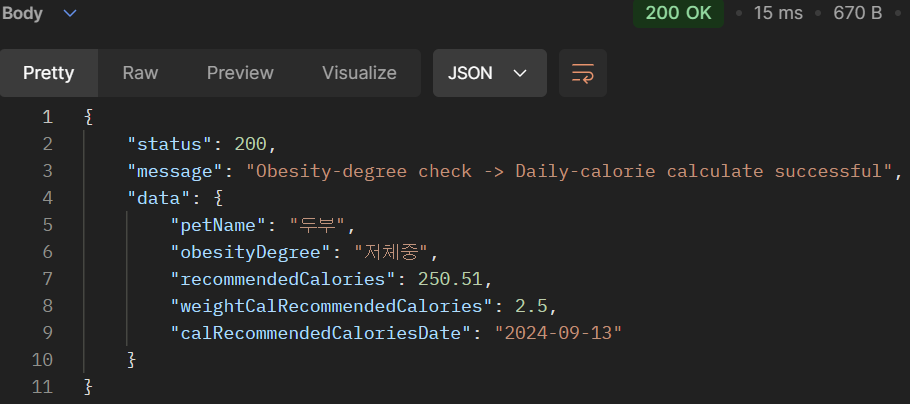 Body 200 OK • 15 ms • 670 B •
Pretty Raw Preview Visualize JSON
1 {
2 "status": 200,
3 "message": "Obesity-degree check -> Daily-calorie calculate successful",
4 "data": {
5 "petName": "두부",
6 "obesityDegree": "저체중",
7 "recommendedCalories": 250.51,
8 "weightCalRecommendedCalories": 2.5,
9 "calRecommendedCaloriesDate": "2024-09-13"
10 }
11 }